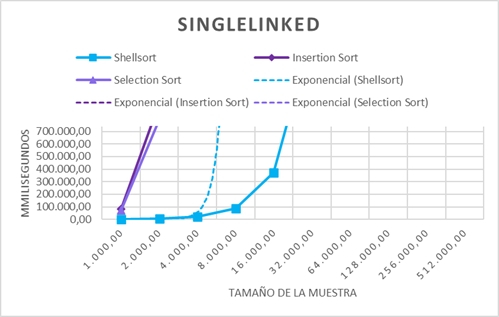 SINGLELINKED
Shellsort
Insertion Sort
Selection Sort
Exponencial (Shellsort)
Exponencial (Insertion Sort)
Exponencial (Selection Sort)
MMILISEGUNDOS
700.000,00
600.000,00
500.000,00
400.000,00
300.000,00
200.000,00
100.000,00
0,00
1.000,00
2.000,00
4.000,00
8.000,00
16.000,00
32.000,00
64.000,00
128.000,00
256.000,00
512.000,00
TAMAÑO DE LA MUESTRA